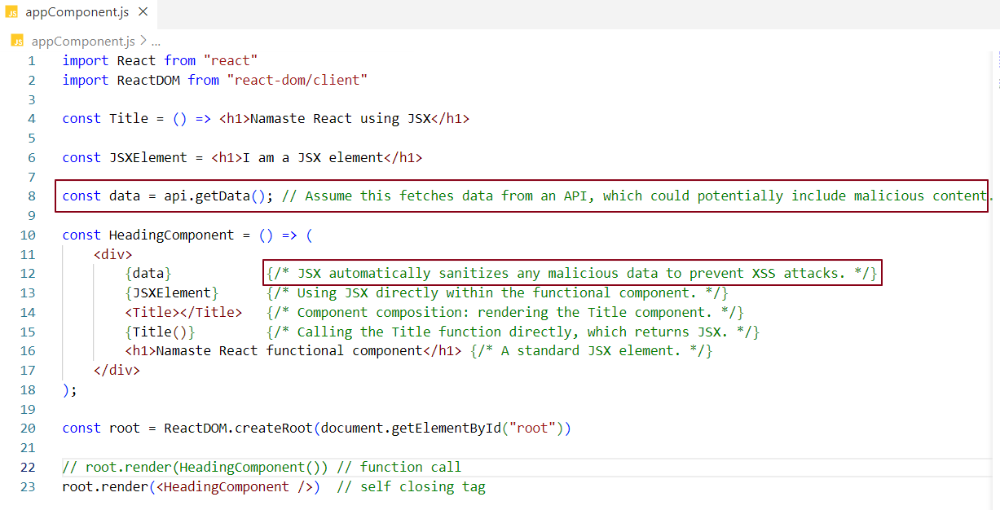 JS appComponent.js ×
JS appComponent.js > ...
1 import React from "react"
2 import ReactDOM from "react-dom/client"
3
4 const Title = () => <h1>Namaste React using JSX</h1>
5
6 const JSXElement = <h1>I am a JSX element</h1>
7
8 const data = api.getData(); // Assume this fetches data from an API, which could potentially include malicious content.
9
10 const HeadingComponent = () => (
11     <div>
12         {data}            {/* JSX automatically sanitizes any malicious data to prevent XSS attacks. */}
13         {JSXElement}      {/* Using JSX directly within the functional component. */}
14         <Title></Title>   {/* Component composition: rendering the Title component. */}
15         {Title()}         {/* Calling the Title function directly, which returns JSX. */}
16         <h1>Namaste React functional component</h1> {/* A standard JSX element. */}
17     </div>
18 );
19
20 const root = ReactDOM.createRoot(document.getElementById("root"))
21
22 // root.render(HeadingComponent()) // function call
23 root.render(<HeadingComponent />)  // self closing tag